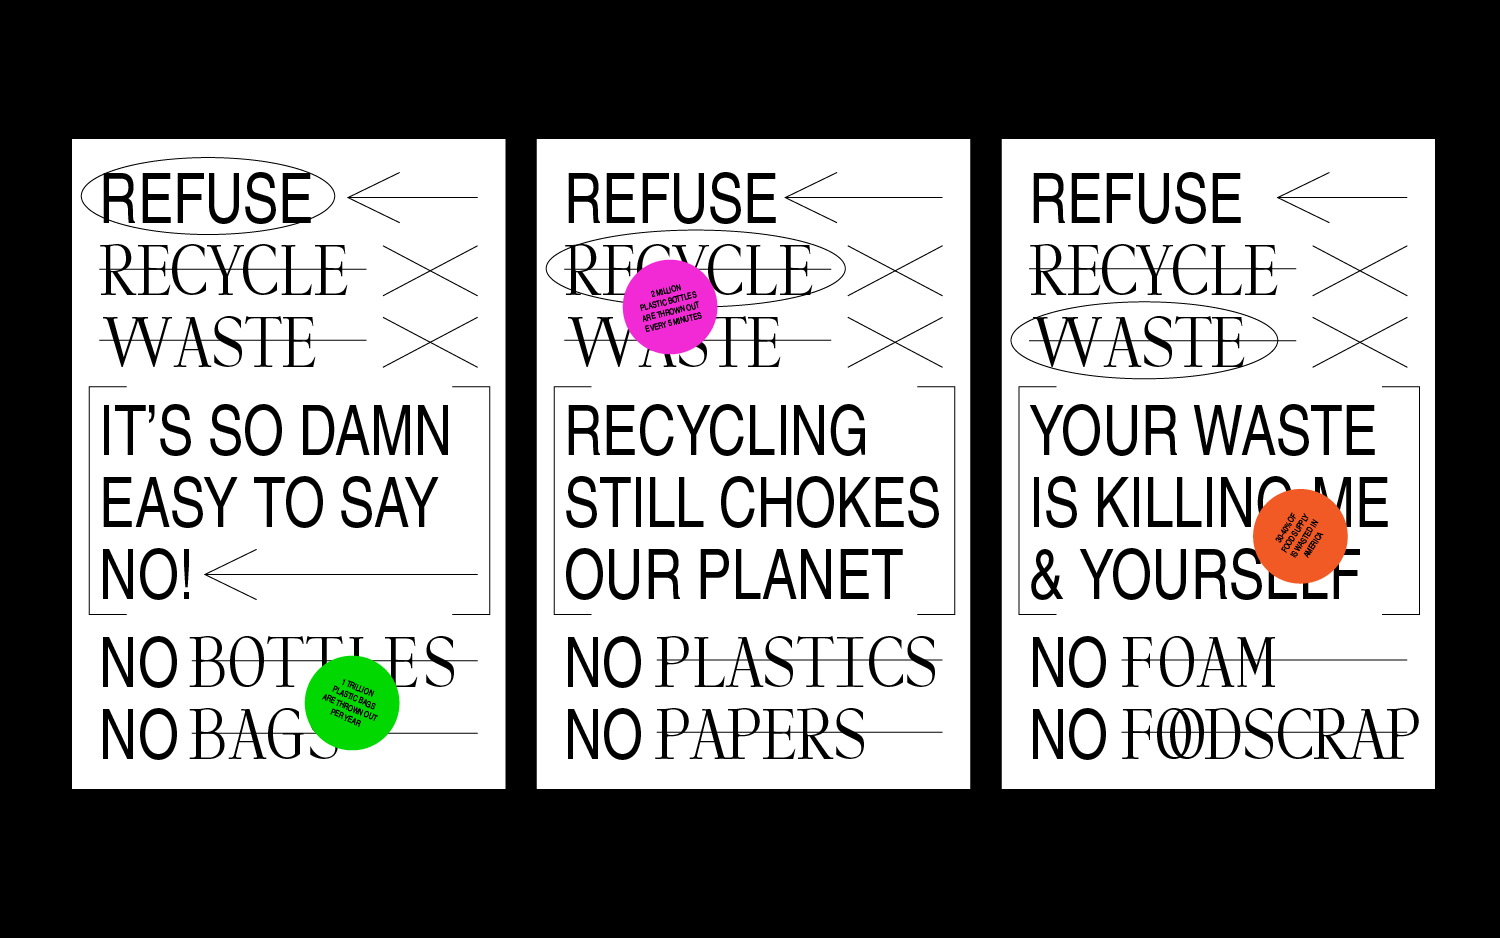 REFUSE
RECYCLE
WASTE
IT’S SO DAMN
EASY TO SAY
NO!
NO BOTTLES
NO BAGS
1 TRILLION
PLASTIC BAGS
ARE THROWN OUT
PER YEAR
REFUSE
RECYCLE
WASTE
2 MILLION
PLASTIC BOTTLES
ARE THROWN OUT
EVERY 5 MINUTES
RECYCLING
STILL CHOKES
OUR PLANET
NO PLASTICS
NO PAPERS
REFUSE
RECYCLE
WASTE
YOUR WASTE
IS KILLING ME
& YOURSELF
30-40% OF
FOOD SUPPLY
IS WASTED IN
AMERICA
NO FOAM
NO FOODSCRAP